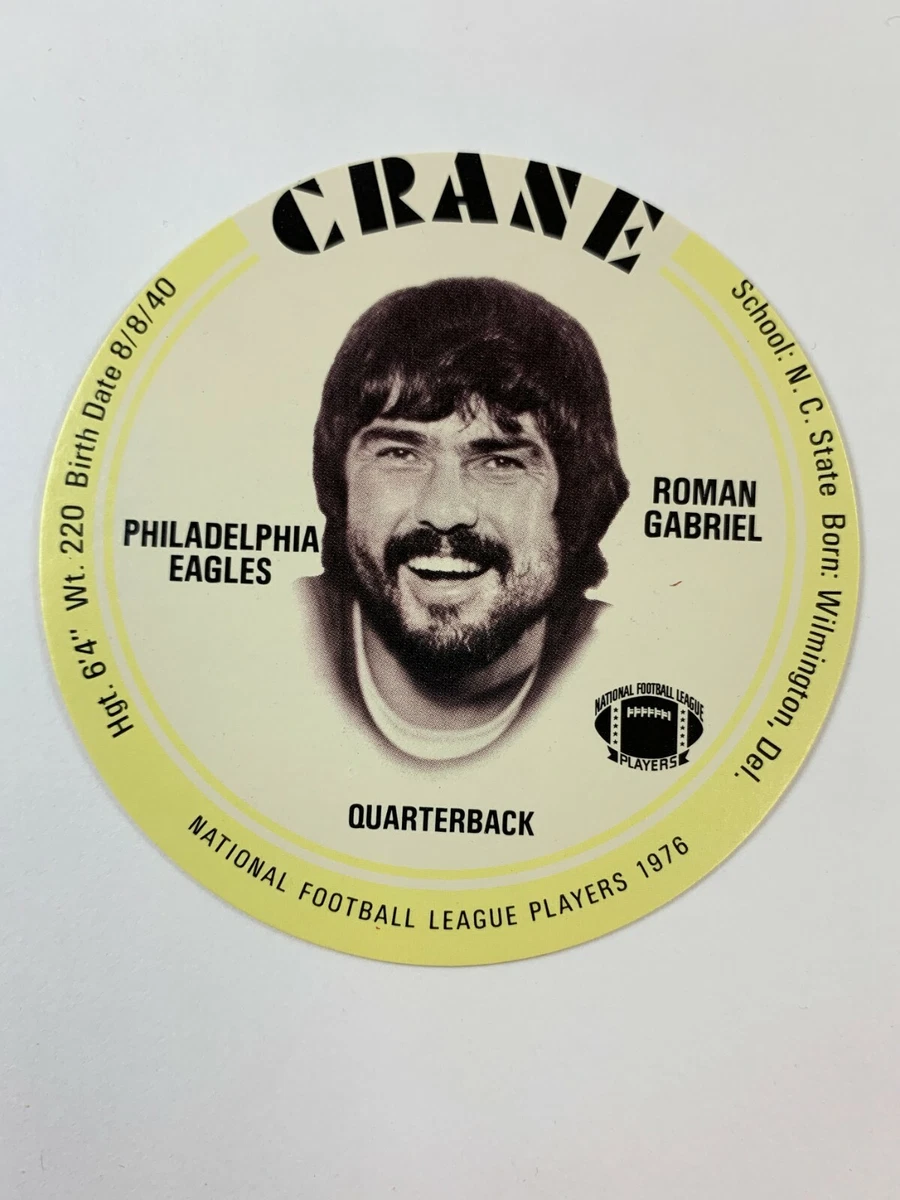 CRANE
Hgt. 6'4" Wt. 220 Birth Date 8/8/40
School: N. C. State Born: Wilmington, Del.
PHILADELPHIA
EAGLES
ROMAN
GABRIEL
NATIONAL FOOTBALL LEAGUE
PLAYERS
QUARTERBACK
NATIONAL FOOTBALL LEAGUE PLAYERS 1976